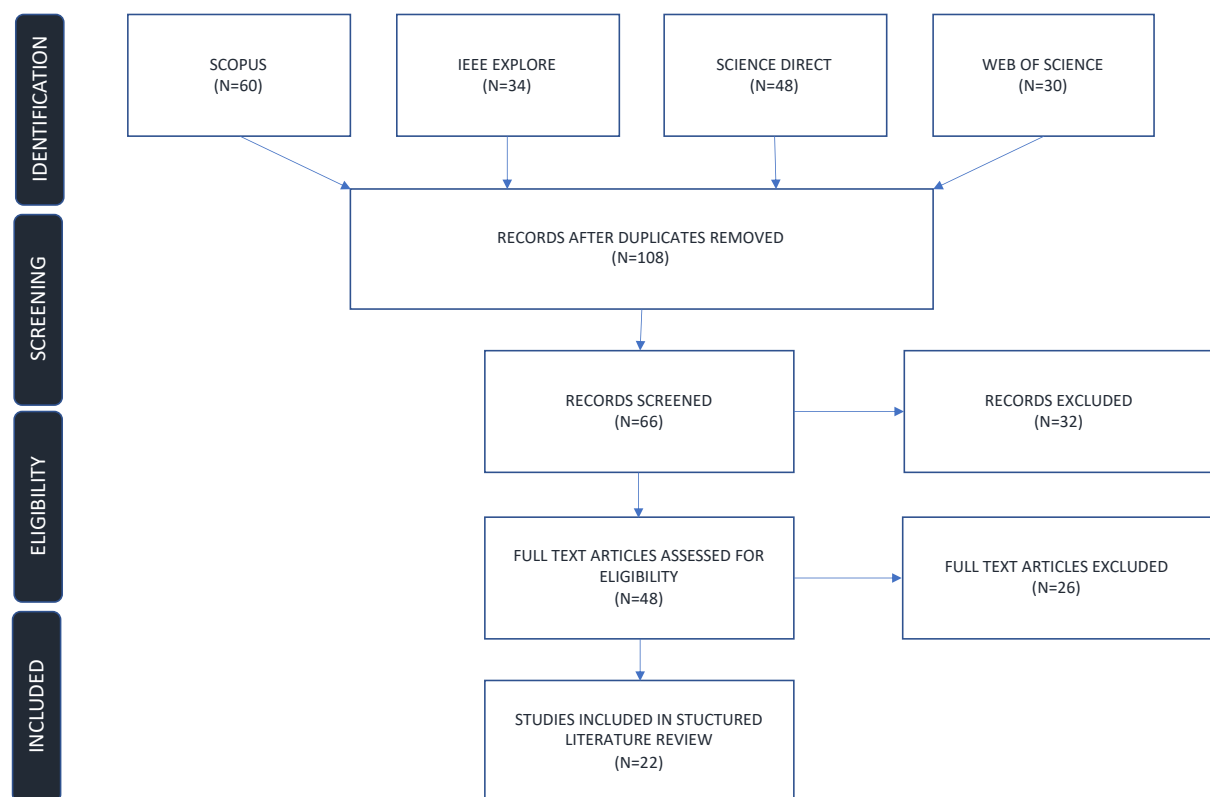 IDENTIFICATION
SCOPUS
(N=60)
IEEE EXPLORE
(N=34)
SCIENCE DIRECT
(N=48)
WEB OF SCIENCE
(N=30)
RECORDS AFTER DUPLICATES REMOVED
(N=108)
SCREENING
RECORDS SCREENED
(N=66)
RECORDS EXCLUDED
(N=32)
ELIGIBILITY
FULL TEXT ARTICLES ASSESSED FOR
ELIGIBILITY
(N=48)
FULL TEXT ARTICLES EXCLUDED
(N=26)
INCLUDED
STUDIES INCLUDED IN STUCTURED
LITERATURE REVIEW
(N=22)